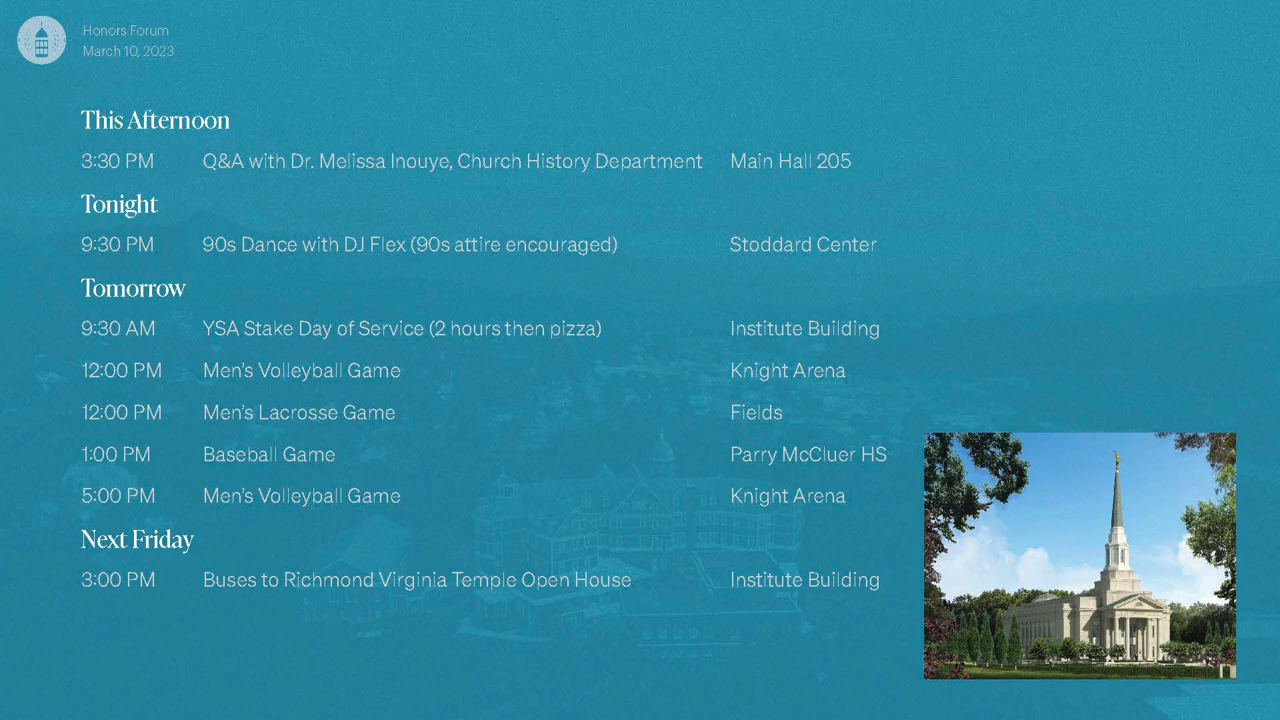 Honors Forum
March 10, 2023
This Afternoon
3:30 PM Q&A with Dr. Melissa Inouye, Church History Department Main Hall 205
Tonight
9:30 PM 90s Dance with DJ Flex (90s attire encouraged) Stoddard Center
Tomorrow
9:30 AM YSA Stake Day of Service (2 hours then pizza) Institute Building
12:00 PM Men's Volleyball Game Knight Arena
12:00 PM Men's Lacrosse Game Fields
1:00 PM Baseball Game Parry McCluer HS
5:00 PM Men's Volleyball Game Knight Arena
Next Friday
3:00 PM Buses to Richmond Virginia Temple Open House Institute Building